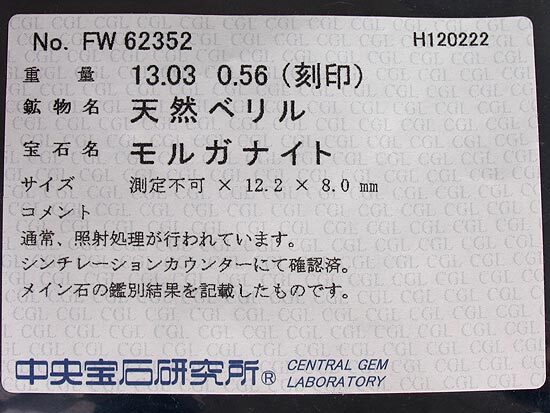 No. FW 62352 H120222
重量 13.03 0.56 (刻印)
鉱物名 天然ベリル
宝石名 モルガナイト
サイズ 測定不可 × 12.2 × 8.0 mm
コメント
通常、照射処理が行われています。
シンチレーションカウンターにて確認済。
メイン石の鑑別結果を記載したものです。
中央宝石研究所® CENTRAL GEM
LABORATORY